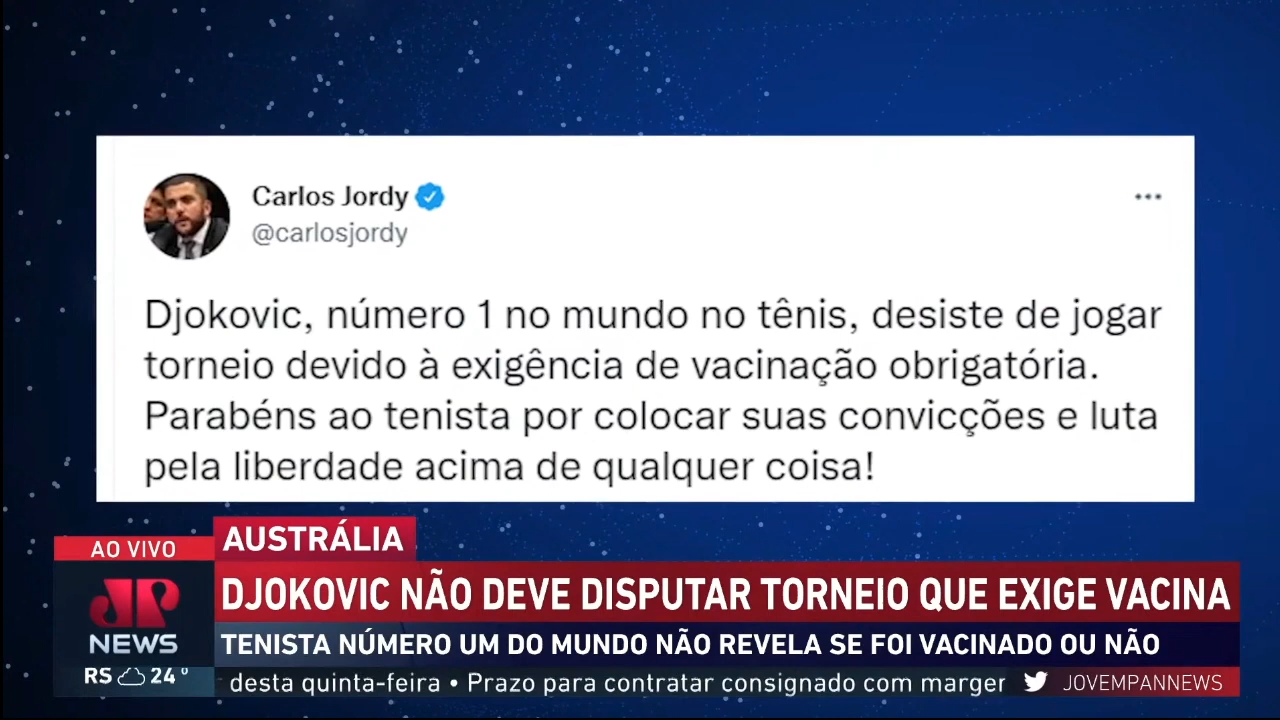 Carlos Jordy
@carlosjordy
Djokovic, número 1 no mundo no tênis, desiste de jogar
torneio devido à exigência de vacinação obrigatória.
Parabéns ao tenista por colocar suas convicções e luta
pela liberdade acima de qualquer coisa!
AO VIVO
AUSTRÁLIA
JP
NEWS
DJOKOVIC NÃO DEVE DISPUTAR TORNEIO QUE EXIGE VACINA
TENISTA NÚMERO UM DO MUNDO NÃO REVELA SE FOI VACINADO OU NÃO
RS 24º
desta quinta-feira • Prazo para contratar consignado com marger
JOVEMPANNEWS